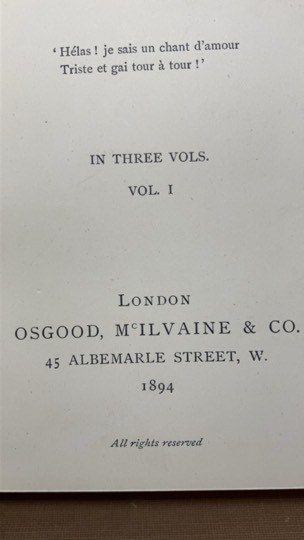 ‘Hélas ! je sais un chant d’amour
Triste et gai tour à tour !’
IN THREE VOLS.
VOL. I
LONDON
OSGOOD, McILVAINE & CO.
45 ALBEMARLE STREET, W.
1894
All rights reserved